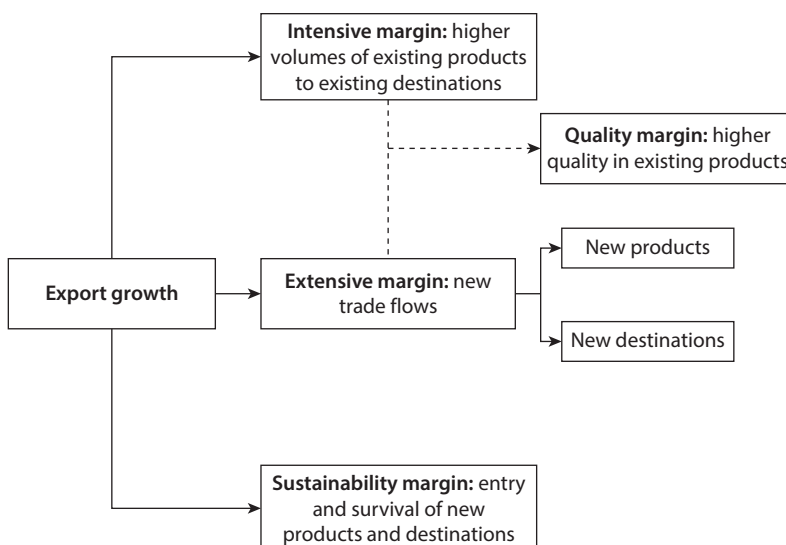 Intensive margin: higher
volumes of existing products
to existing destinations
Quality margin: higher
quality in existing products
New products
Export growth
Extensive margin: new
trade flows
New destinations
Sustainability margin: entry
and survival of new
products and destinations